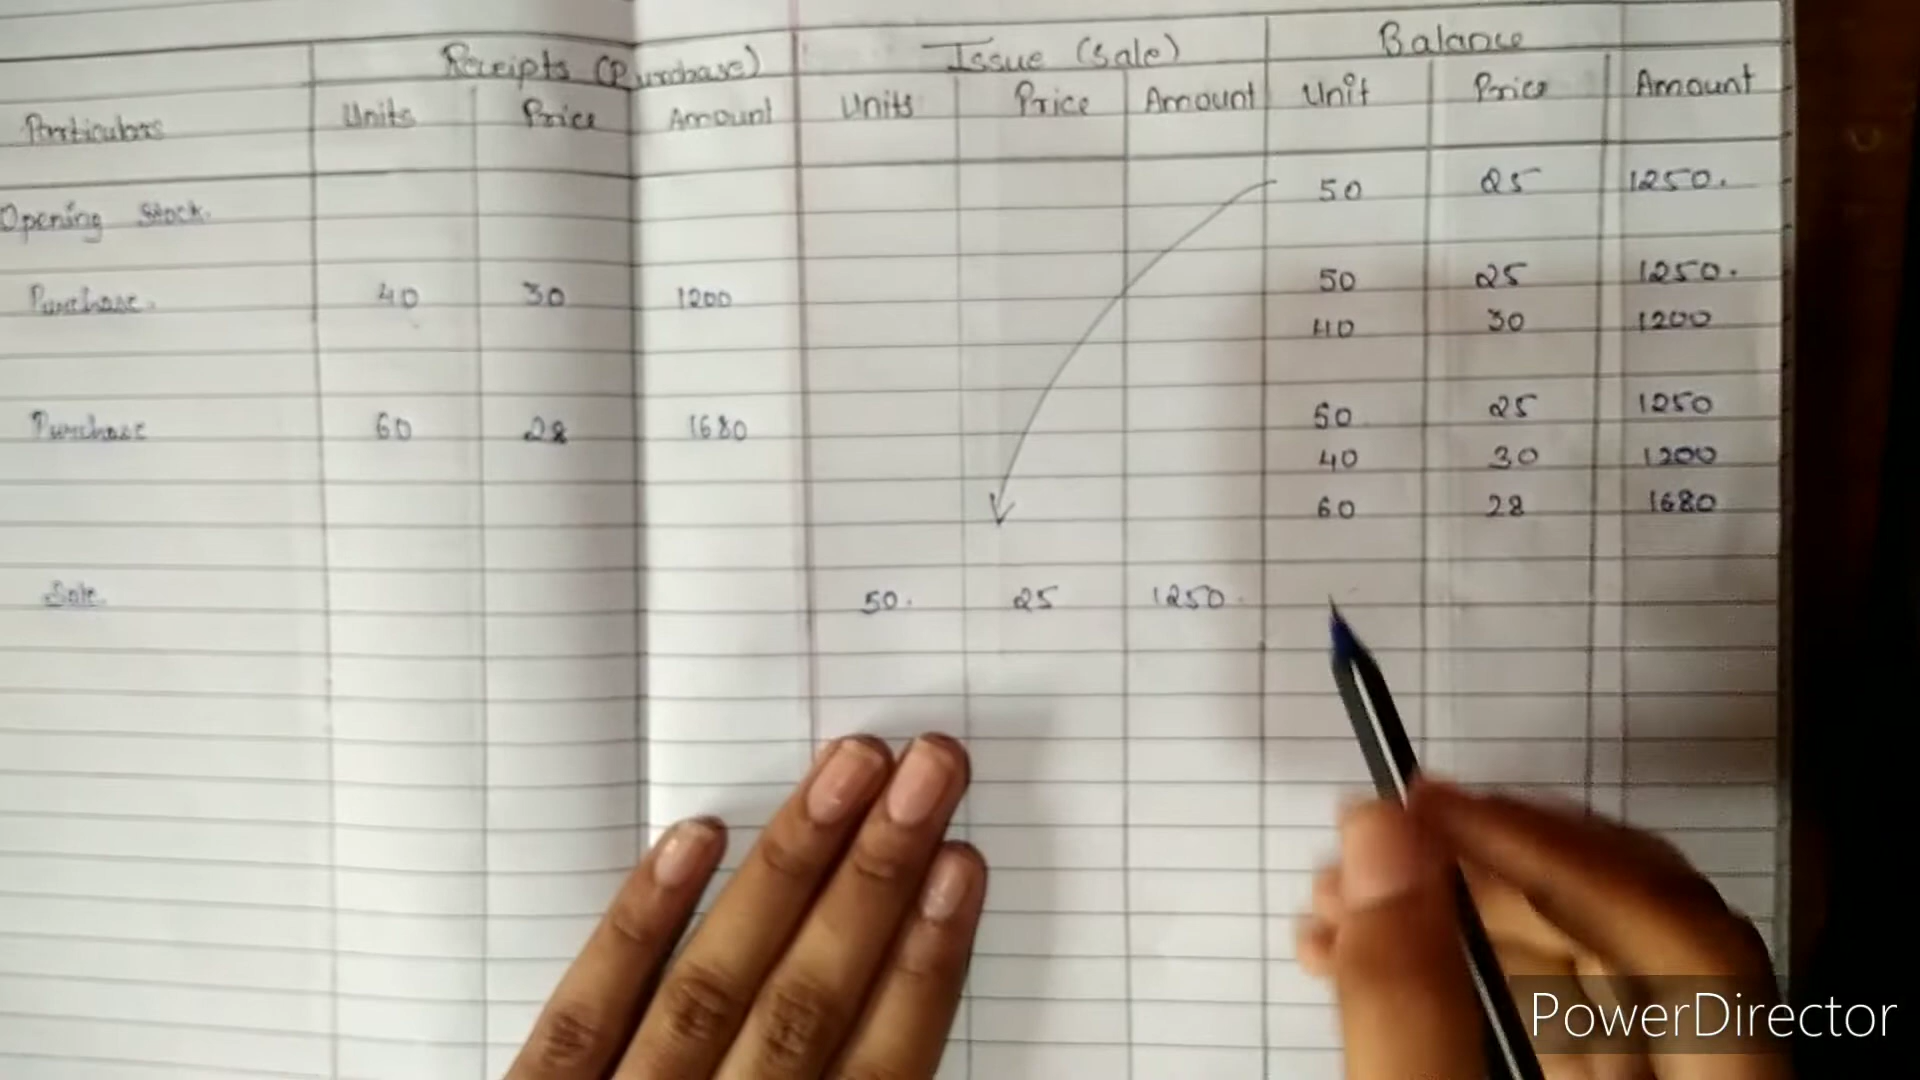 Receipts (Purchase) Issue (Sale) Balance
Particulars Units Price Amount Units Price Amount Unit Price Amount
Opening Stock. 50 25 1250.
Purchase. 40 30 1200 50 25 1250.
40 30 1200
Purchase 60 28 1680 50 25 1250
40 30 1200
60 28 1680
Sale 50. 25 1250.
PowerDirector